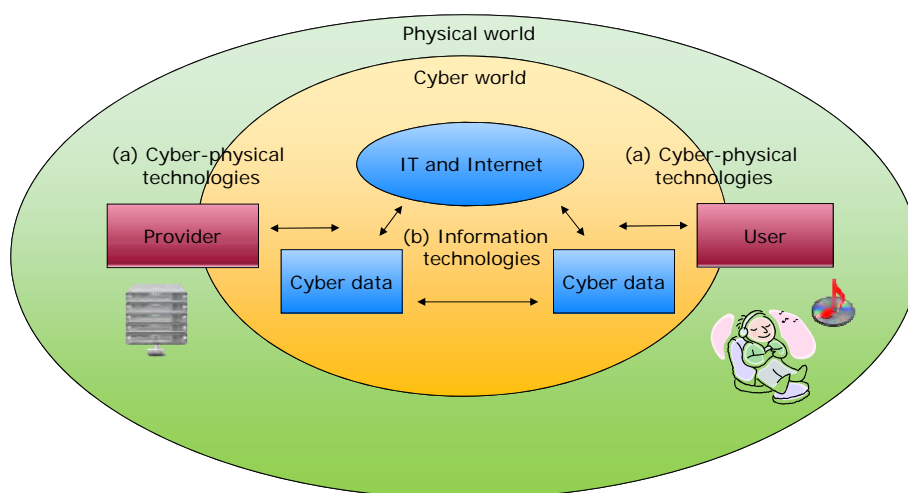 Physical world
Cyber world
(a) Cyber-physical
technologies
IT and Internet
(a) Cyber-physical
technologies
Provider
(b) Information
technologies
User
Cyber data
Cyber data